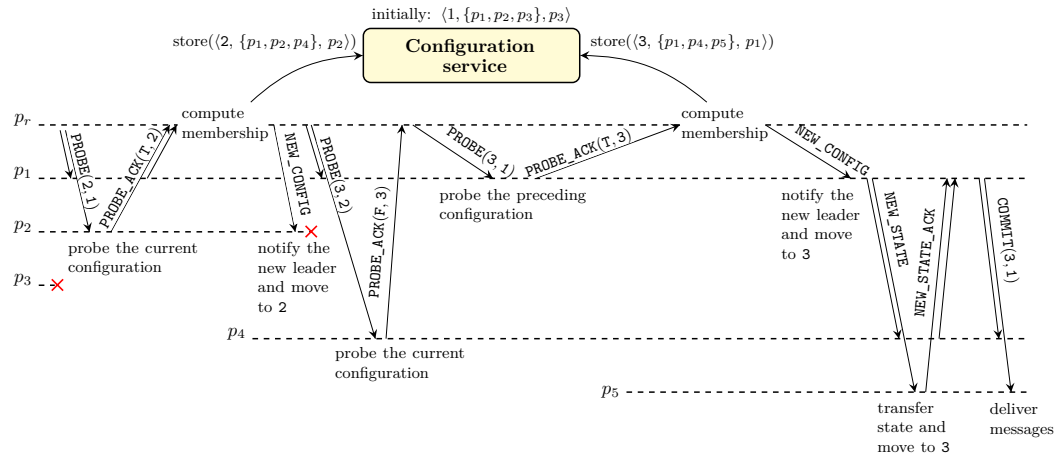 initially: ⟨1, {p₁, p₂, p₃}, p₃⟩
store(⟨2, {p₁, p₂, p₄}, p₂⟩)
Configuration
service
store(⟨3, {p₁, p₄, p₅}, p₁⟩)
compute
membership
compute
membership
pᵣ
PROBE(2, 1)
PROBE_ACK(T, 2)
NEW_CONFIG
PROBE(3, 2)
PROBE_ACK(F, 3)
PROBE(3, 1)
PROBE_ACK(T, 3)
NEW_CONFIG
p₁
probe the preceding
configuration
notify the
new leader
and move
to 3
NEW_STATE
NEW_STATE_ACK
COMMIT(3, 1)
p₂
probe the current
configuration
notify the
new leader
and move
to 2
p₃
p₄
probe the current
configuration
p₅
transfer
state and
move to 3
deliver
messages